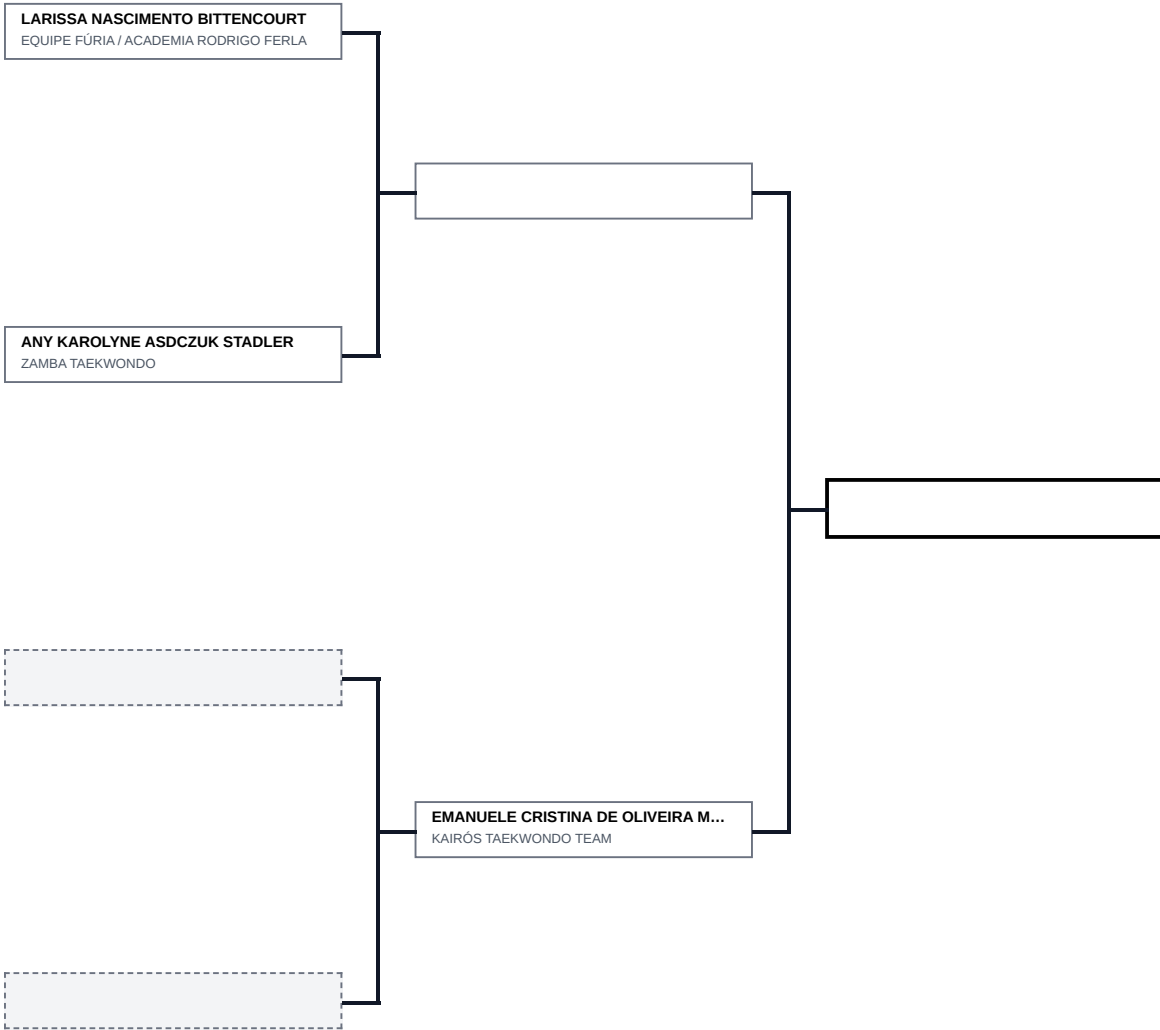 LARISSA NASCIMENTO BITTENCOURT
EQUIPE FÚRIA / ACADEMIA RODRIGO FERLA
ANY KAROLYNE ASDCZUK STADLER
ZAMBA TAEKWONDO
EMANUELE CRISTINA DE OLIVEIRA M...
KAIRÓS TAEKWONDO TEAM